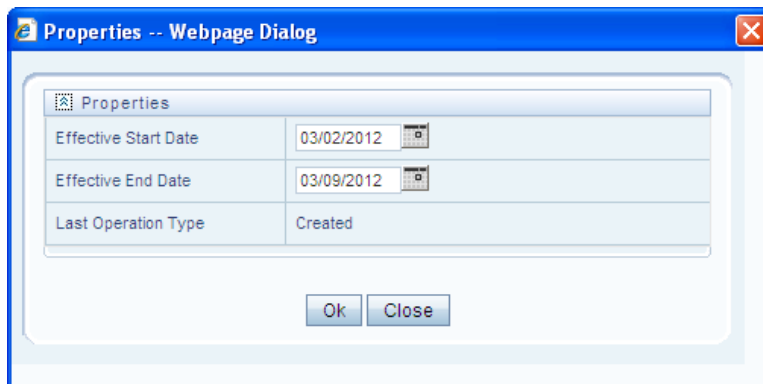 Properties -- Webpage Dialog
Properties
Effective Start Date 03/02/2012
Effective End Date 03/09/2012
Last Operation Type Created
Ok Close